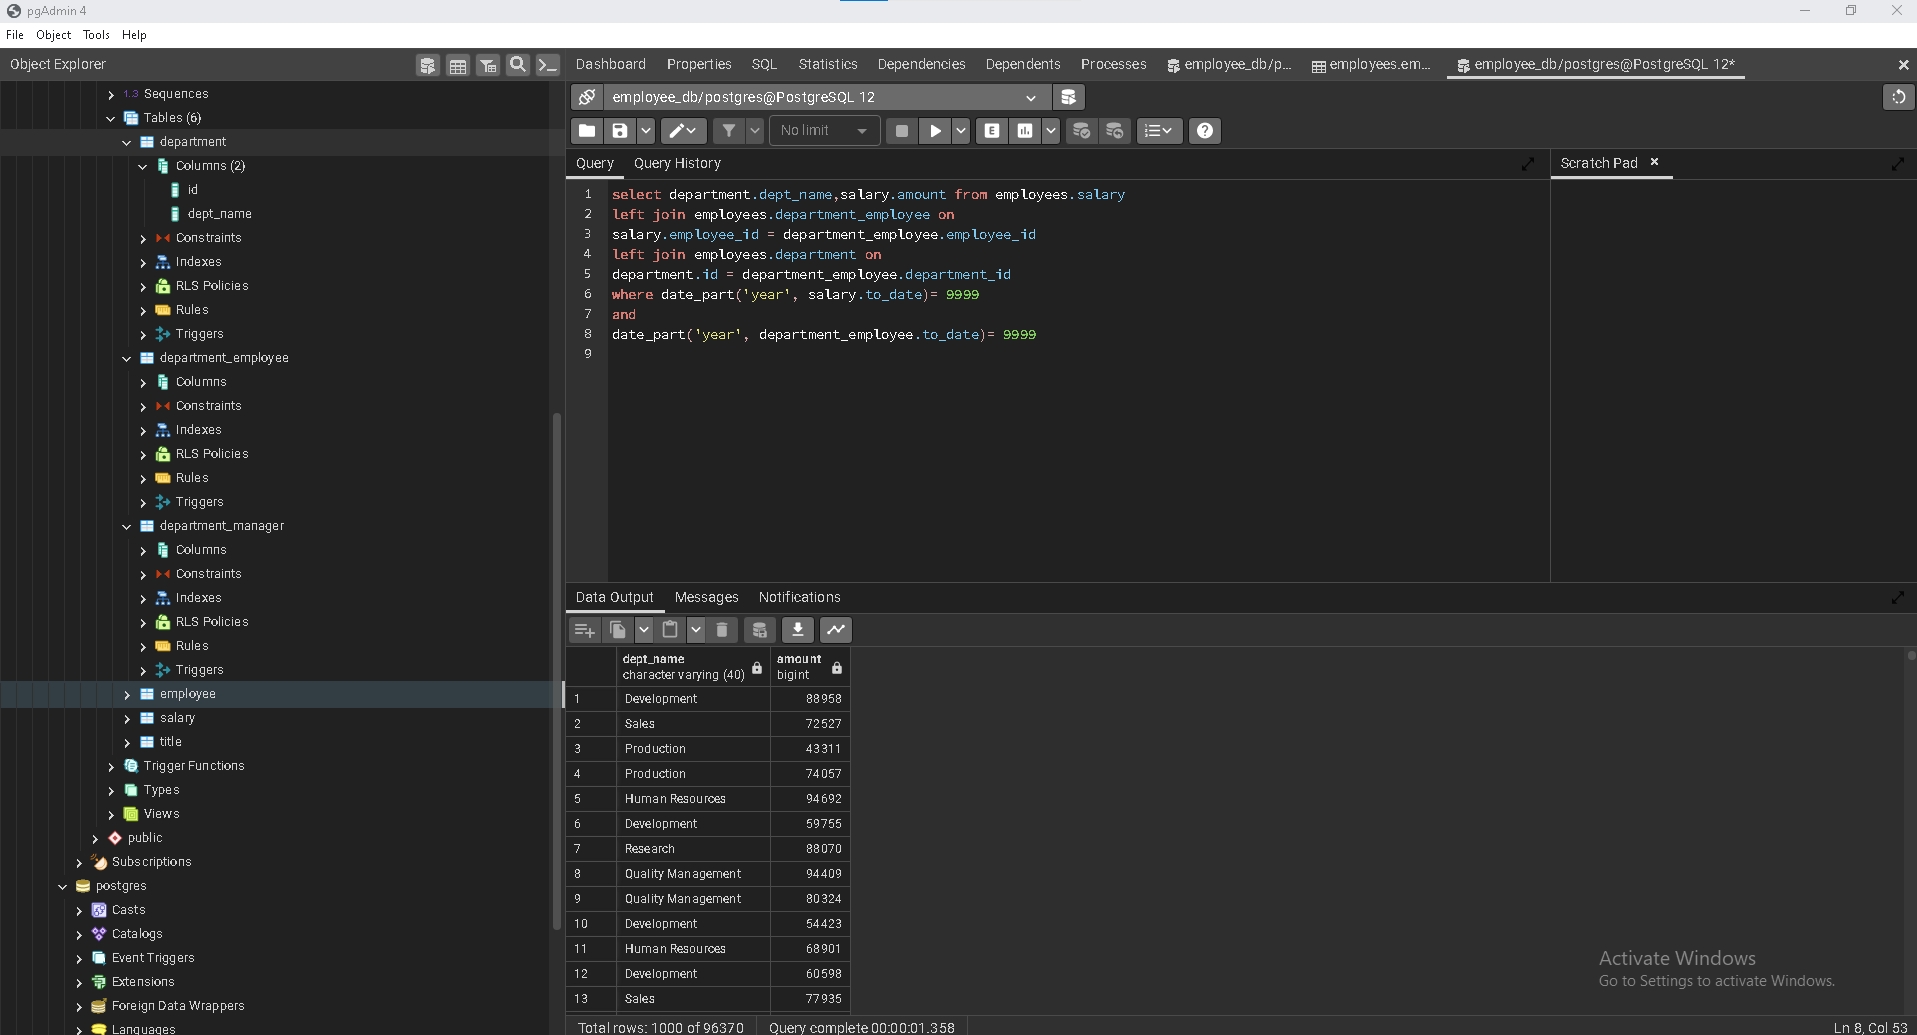 pgAdmin 4
File Object Tools Help
Object Explorer
Dashboard Properties SQL Statistics Dependencies Dependents Processes employee_db/p... employees.em... employee_db/postgres@PostgreSQL 12*
employee_db/postgres@PostgreSQL 12
No limit
E
Query Query History
Scratch Pad
1.3 Sequences
Tables (6)
department
Columns (2)
id
dept_name
Constraints
Indexes
RLS Policies
Rules
Triggers
department_employee
Columns
Constraints
Indexes
RLS Policies
Rules
Triggers
department_manager
Columns
Constraints
Indexes
RLS Policies
Rules
Triggers
employee
salary
title
Trigger Functions
Types
Views
public
Subscriptions
postgres
Casts
Catalogs
Event Triggers
Extensions
Foreign Data Wrappers
Languages
1 select department.dept_name,salary.amount from employees.salary
2 left join employees.department_employee on
3 salary.employee_id = department_employee.employee_id
4 left join employees.department on
5 department.id = department_employee.department_id
6 where date_part('year', salary.to_date)= 9999
7 and
8 date_part('year', department_employee.to_date)= 9999
9
Data Output Messages Notifications
dept_name amount
character varying (40) bigint
1 Development 88958
2 Sales 72527
3 Production 43311
4 Production 74057
5 Human Resources 94692
6 Development 59755
7 Research 88070
8 Quality Management 94409
9 Quality Management 80324
10 Development 54423
11 Human Resources 68901
12 Development 60598
13 Sales 77935
Activate Windows
Go to Settings to activate Windows.
Total rows: 1000 of 96370 Query complete 00:00:01.358 Ln 8, Col 53